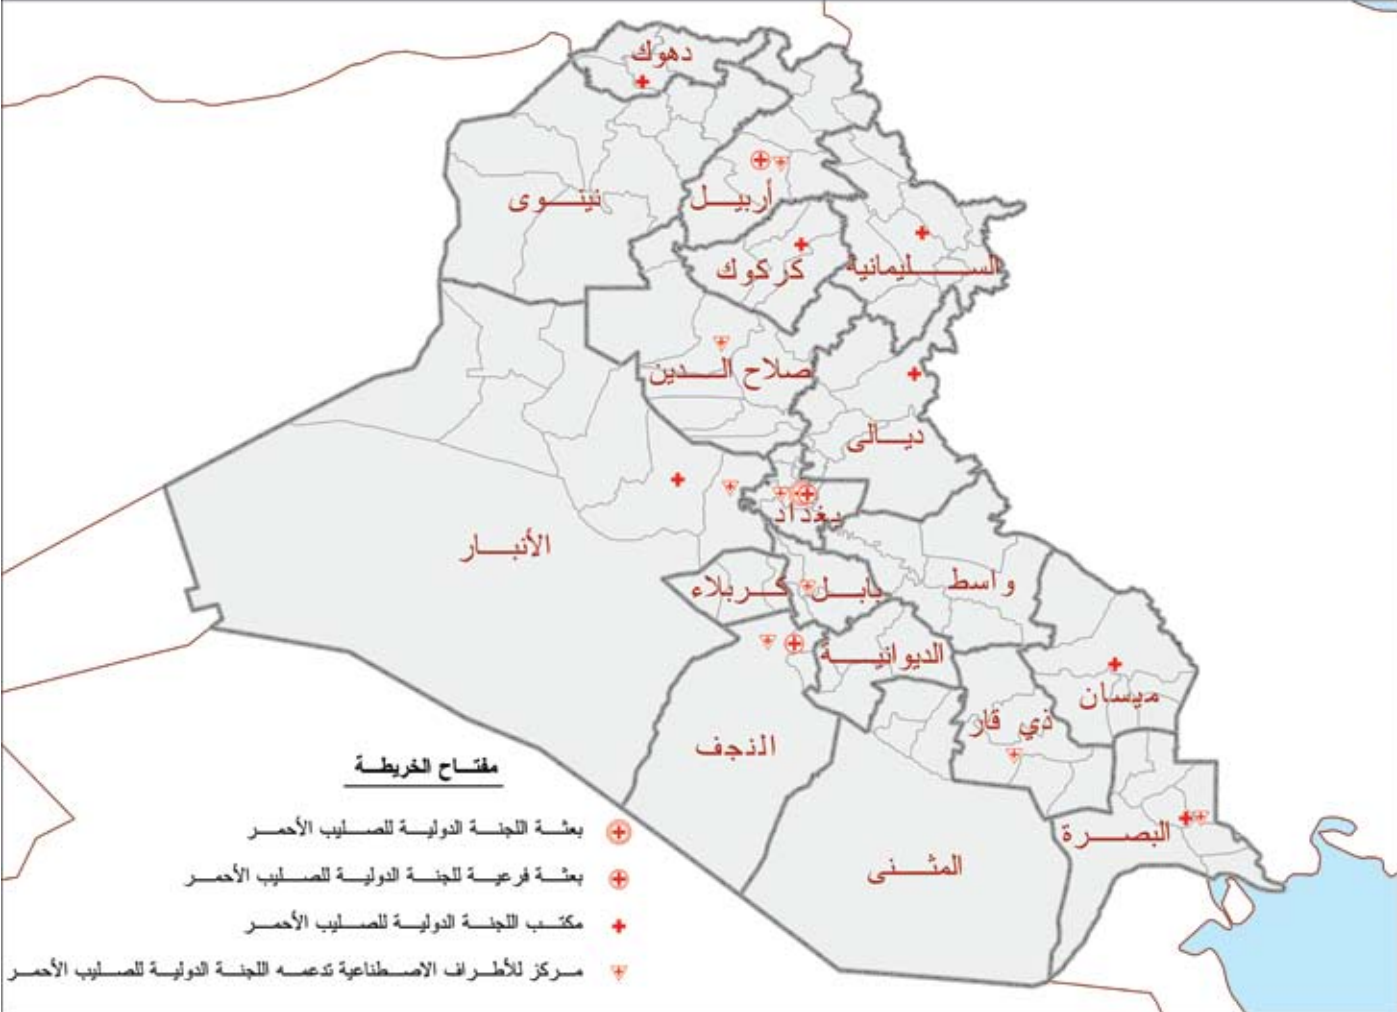 دهوك
نينوى
أربيل
كركوك
السليمانية
صلاح الدين
ديالى
بغداد
الأنبار
واسط
بابل
كربلاء
الديوانية
ميسان
ذي قار
النجف
البصرة
المثنى
مفتاح الخريطة
بعثة اللجنة الدولية للصليب الأحمر
بعثة فرعية للجنة الدولية للصليب الأحمر
مكتب اللجنة الدولية للصليب الأحمر
مركز للأطراف الاصطناعية تدعمه اللجنة الدولية للصليب الأحمر